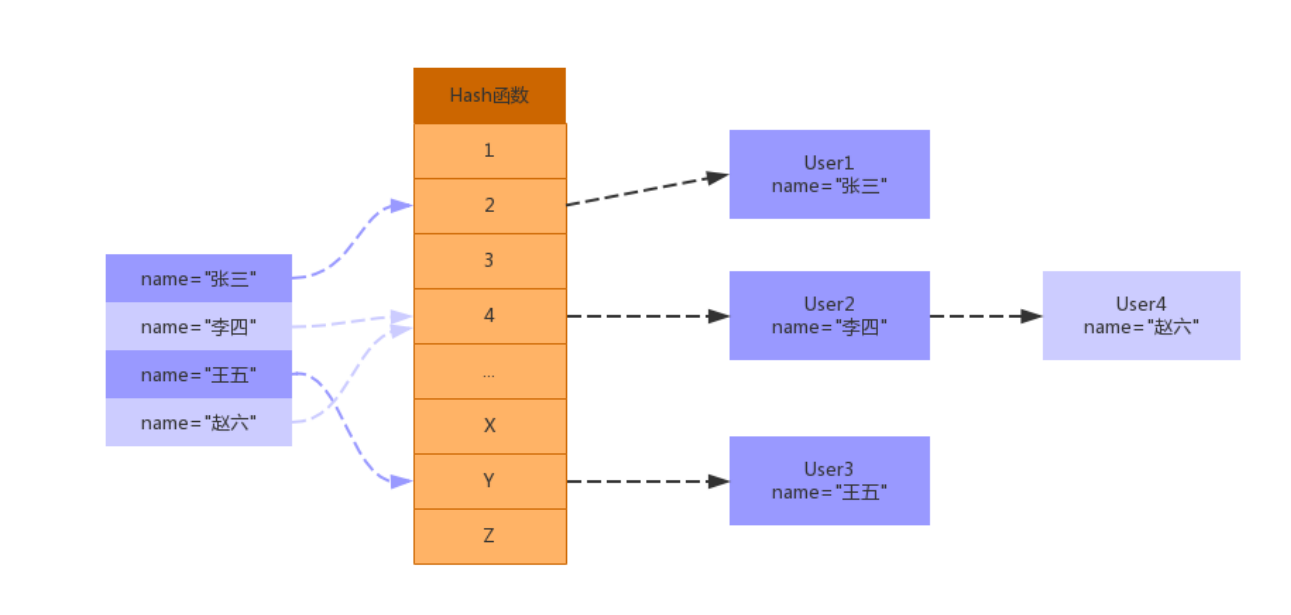 name="张三"
name="李四"
name="王五"
name="赵六"
Hash函数
1
2
3
4
...
X
Y
Z
User1
name="张三"
User2
name="李四"
User4
name="赵六"
User3
name="王五"